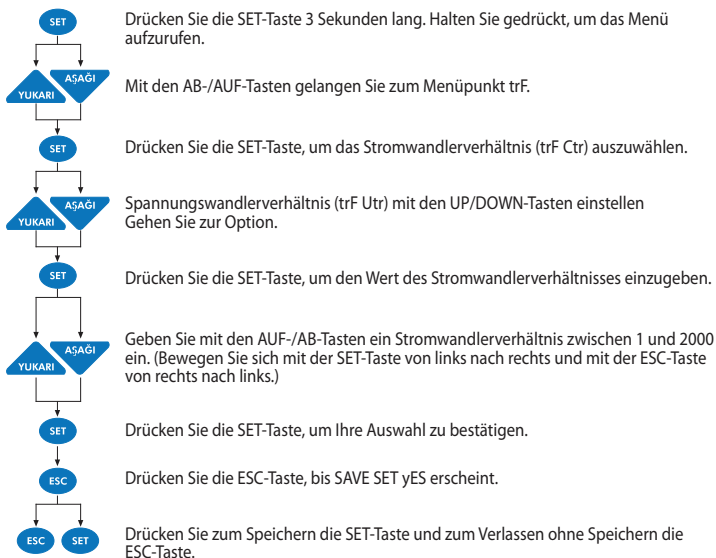 SET
Drücken Sie die SET-Taste 3 Sekunden lang. Halten Sie gedrückt, um das Menü
aufzurufen.
YUKARI AŞAĞI
Mit den AB-/AUF-Tasten gelangen Sie zum Menüpunkt trF.
SET
Drücken Sie die SET-Taste, um das Stromwandlerverhältnis (trF Ctr) auszuwählen.
YUKARI AŞAĞI
Spannungswandlerverhältnis (trF Utr) mit den UP/DOWN-Tasten einstellen
Gehen Sie zur Option.
SET
Drücken Sie die SET-Taste, um den Wert des Stromwandlerverhältnisses einzugeben.
YUKARI AŞAĞI
Geben Sie mit den AUF-/AB-Tasten ein Stromwandlerverhältnis zwischen 1 und 2000
ein. (Bewegen Sie sich mit der SET-Taste von links nach rechts und mit der ESC-Taste
von rechts nach links.)
SET
Drücken Sie die SET-Taste, um Ihre Auswahl zu bestätigen.
ESC
Drücken Sie die ESC-Taste, bis SAVE SET yES erscheint.
ESC SET
Drücken Sie zum Speichern die SET-Taste und zum Verlassen ohne Speichern die
ESC-Taste.